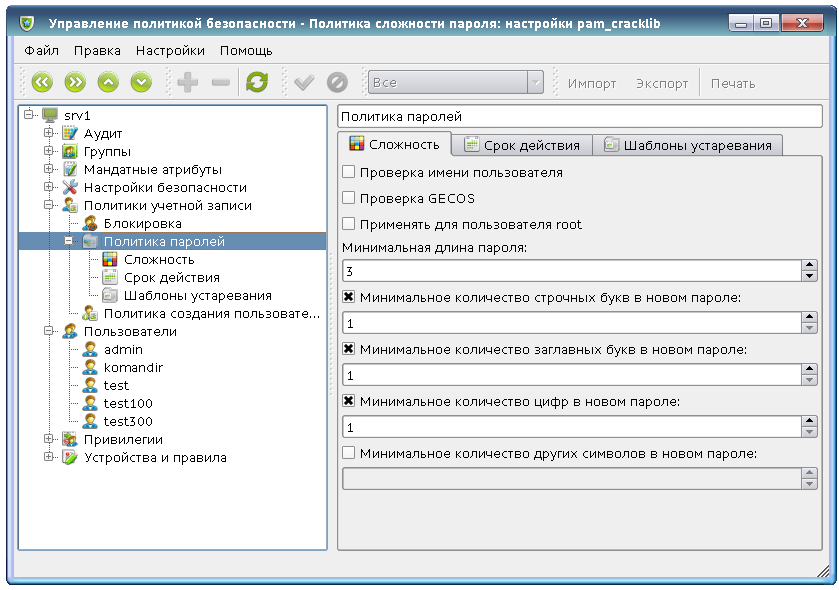 Управление политикой безопасности - Политика сложности пароля: настройки pam_cracklib
Файл Правка Настройки Помощь
Все Импорт Экспорт Печать
srv1
Аудит
Группы
Мандатные атрибуты
Настройки безопасности
Политики учетной записи
Блокировка
Политика паролей
Сложность
Срок действия
Шаблоны устаревания
Политика создания пользовате...
Пользователи
admin
komandir
test
test100
test300
Привилегии
Устройства и правила
Политика паролей
Сложность Срок действия Шаблоны устаревания
Проверка имени пользователя
Проверка GECOS
Применять для пользователя root
Минимальная длина пароля:
3
Минимальное количество строчных букв в новом пароле:
1
Минимальное количество заглавных букв в новом пароле:
1
Минимальное количество цифр в новом пароле:
1
Минимальное количество других символов в новом пароле: